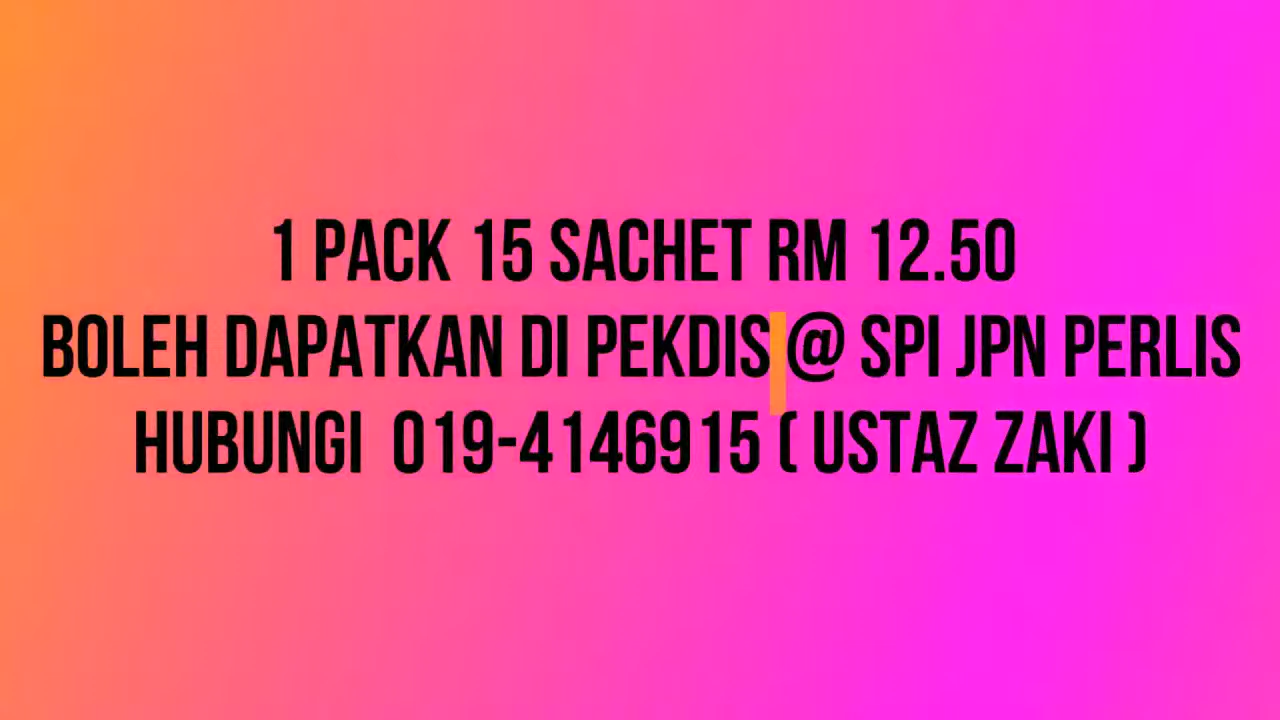 1 PACK 15 SACHET RM 12.50
BOLEH DAPATKAN DI PEKDIS @ SPI JPN PERLIS
HUBUNGI 019-4146915 ( USTAZ ZAKI )